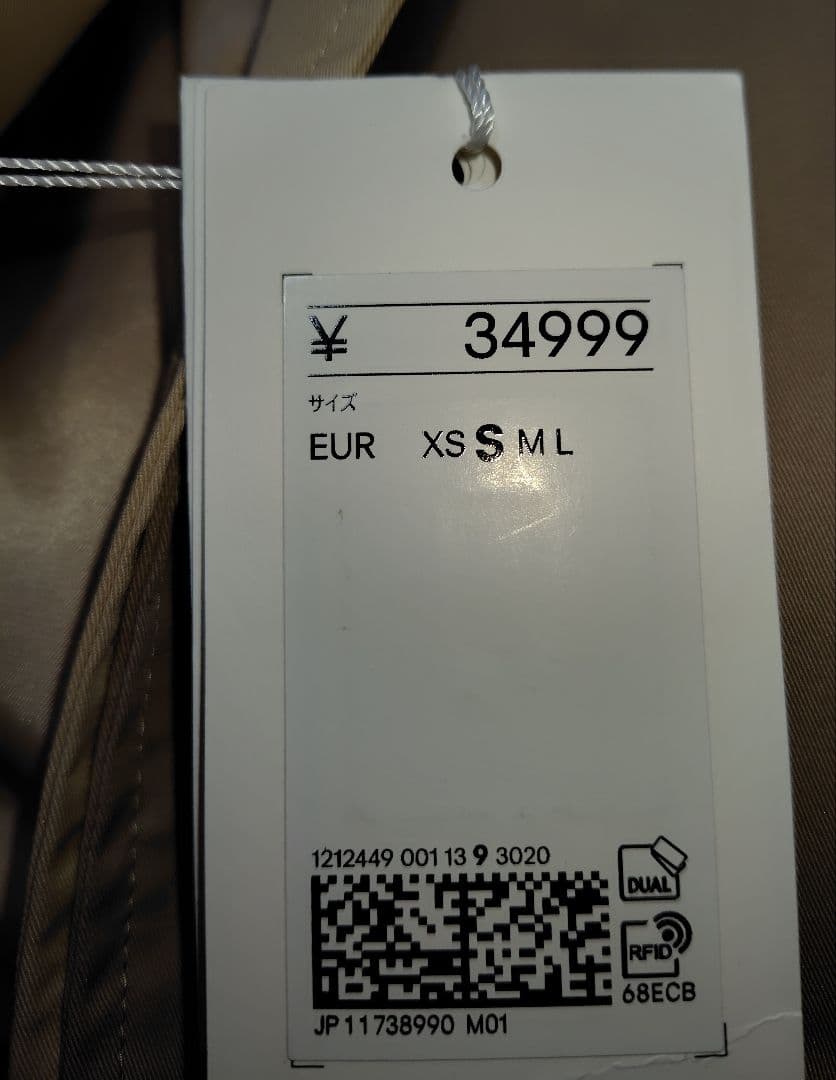 ¥ 34999
サイズ
EUR XS S M L
1212449 001 13 9 3020
DUAL
RFID
68ECB
JP 11738990 M01